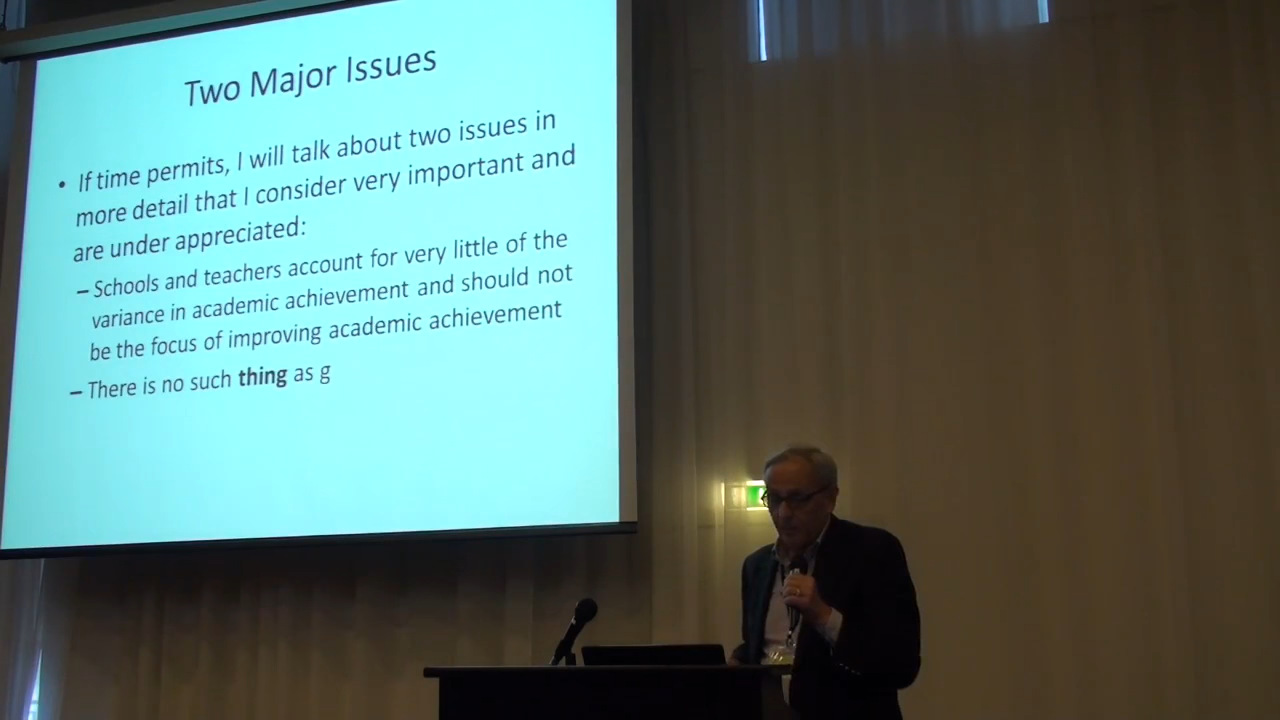 Two Major Issues
• If time permits, I will talk about two issues in
more detail that I consider very important and
are under appreciated:
– Schools and teachers account for very little of the
variance in academic achievement and should not
be the focus of improving academic achievement
– There is no such thing as g